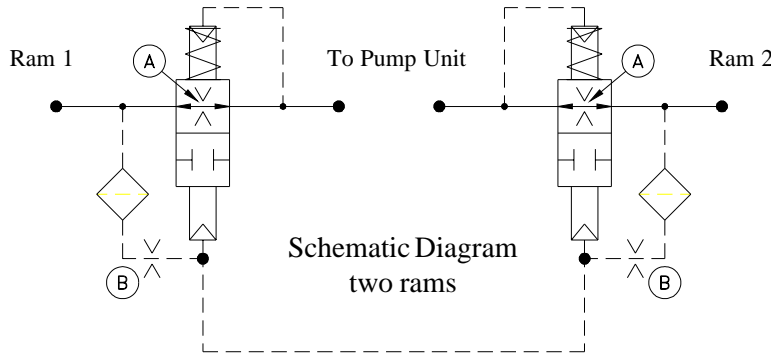 Ram 1
A
To Pump Unit
A
Ram 2
Schematic Diagram
two rams
B
B